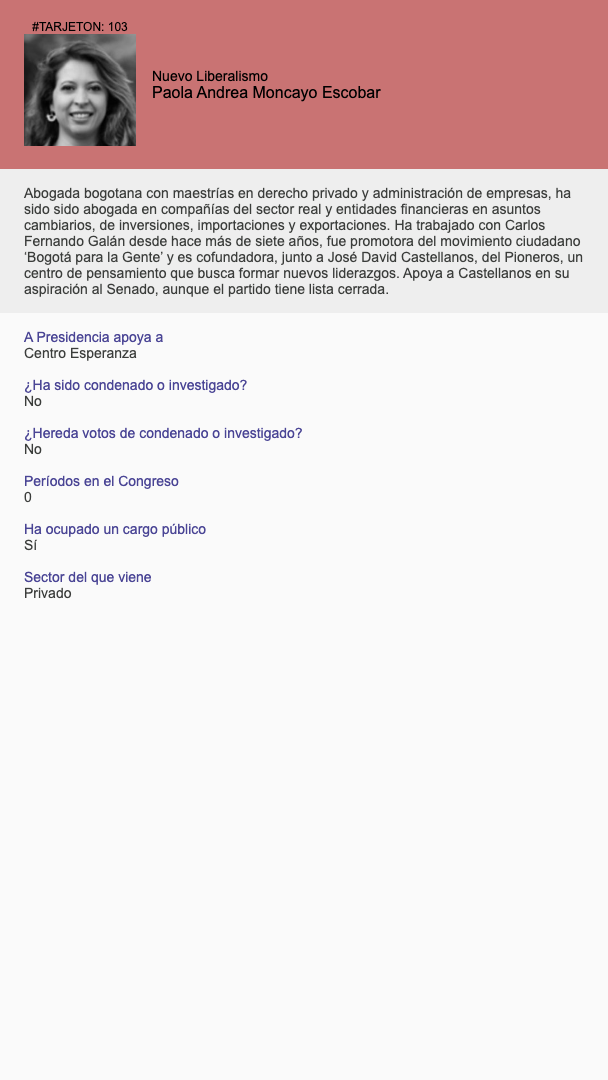 #TARJETON: 103
Nuevo Liberalismo
Paola Andrea Moncayo Escobar
Abogada bogotana con maestrías en derecho privado y administración de empresas, ha
sido sido abogada en compañías del sector real y entidades financieras en asuntos
cambiarios, de inversiones, importaciones y exportaciones. Ha trabajado con Carlos
Fernando Galán desde hace más de siete años, fue promotora del movimiento ciudadano
‘Bogotá para la Gente’ y es cofundadora, junto a José David Castellanos, del Pioneros, un
centro de pensamiento que busca formar nuevos liderazgos. Apoya a Castellanos en su
aspiración al Senado, aunque el partido tiene lista cerrada.
A Presidencia apoya a
Centro Esperanza
¿Ha sido condenado o investigado?
No
¿Hereda votos de condenado o investigado?
No
Períodos en el Congreso
0
Ha ocupado un cargo público
Sí
Sector del que viene
Privado